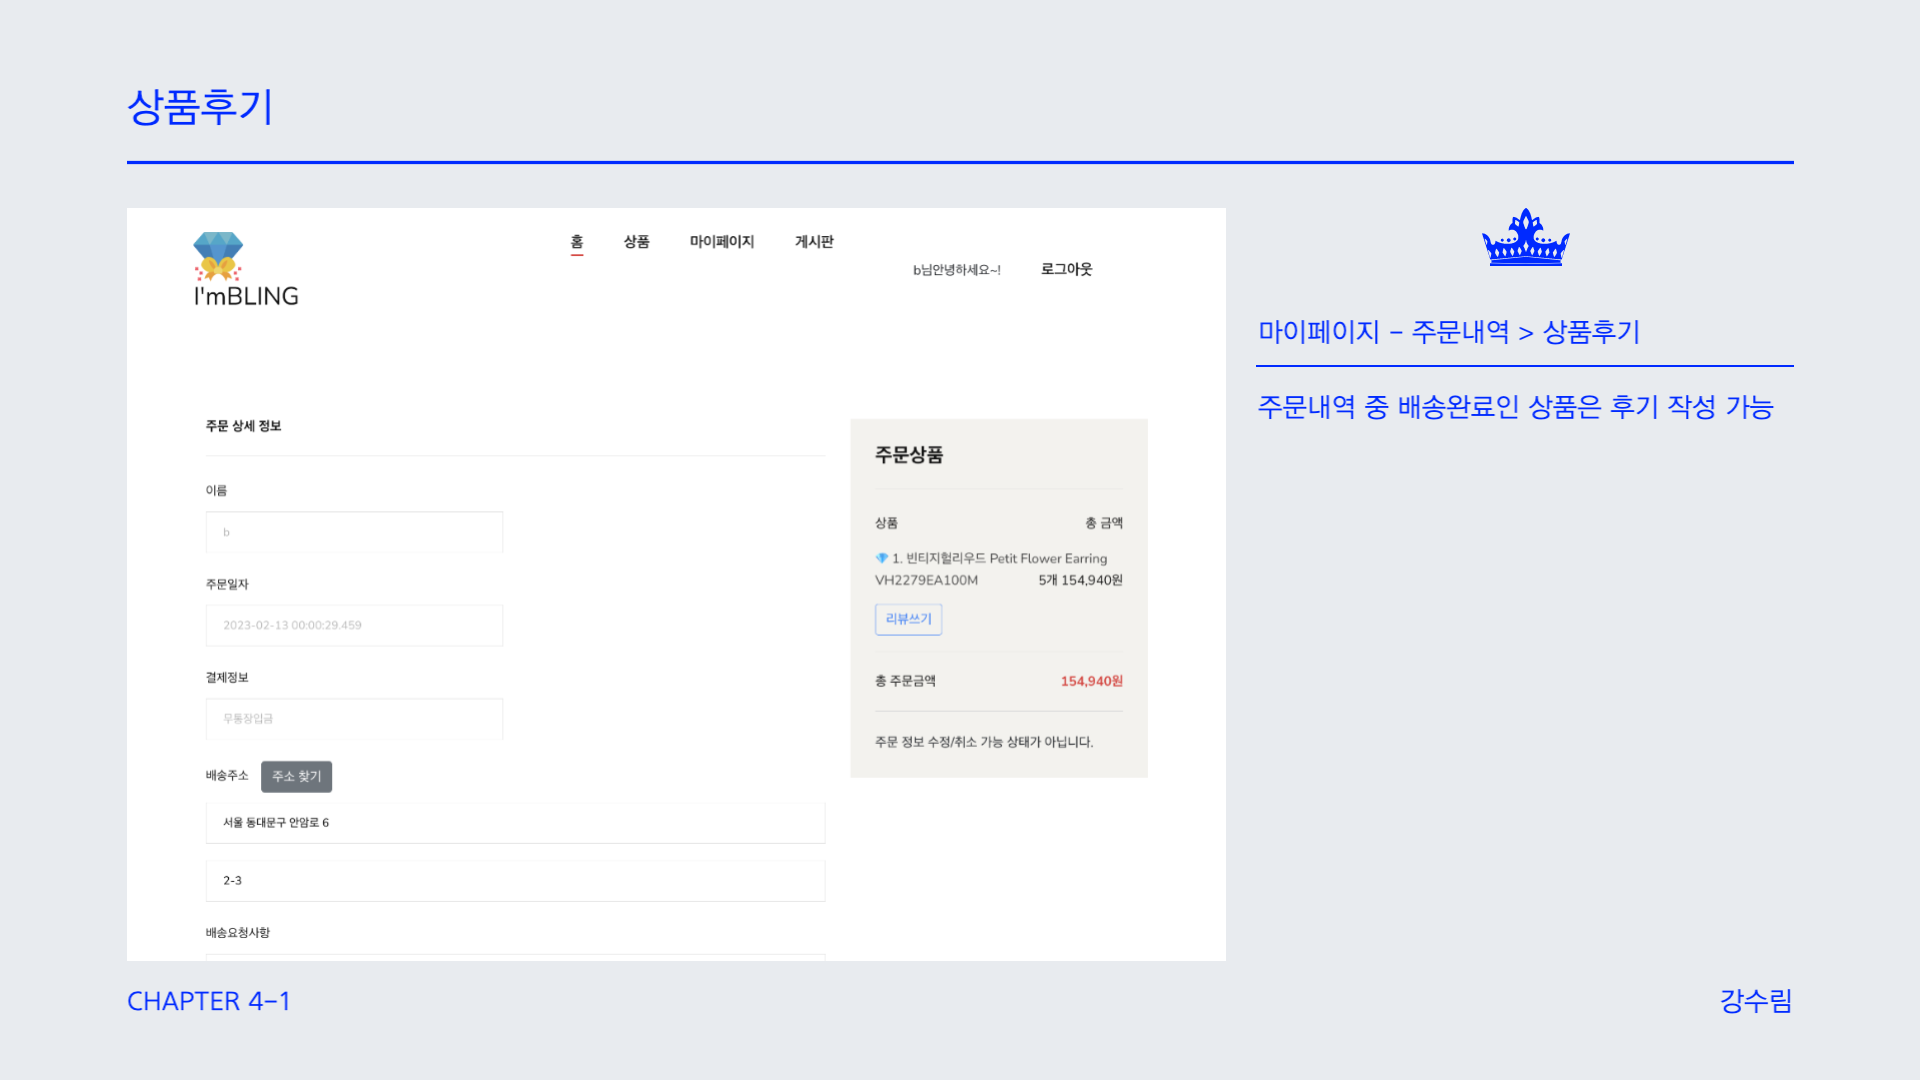 상품후기
I'mBLING
홈 상품 마이페이지 게시판
b님안녕하세요~! 로그아웃
주문 상세 정보
이름
b
주문일자
2023-02-13 00:00:29.459
결제정보
무통장입금
배송주소 주소 찾기
서울 동대문구 안암로 6
2-3
배송요청사항
주문상품
상품 총 금액
1. 빈티지헐리우드 Petit Flower Earring
VH2279EA100M 5개 154,940원
리뷰쓰기
총 주문금액 154,940원
주문 정보 수정/취소 가능 상태가 아닙니다.
마이페이지 - 주문내역 > 상품후기
주문내역 중 배송완료인 상품은 후기 작성 가능
CHAPTER 4-1
강수림